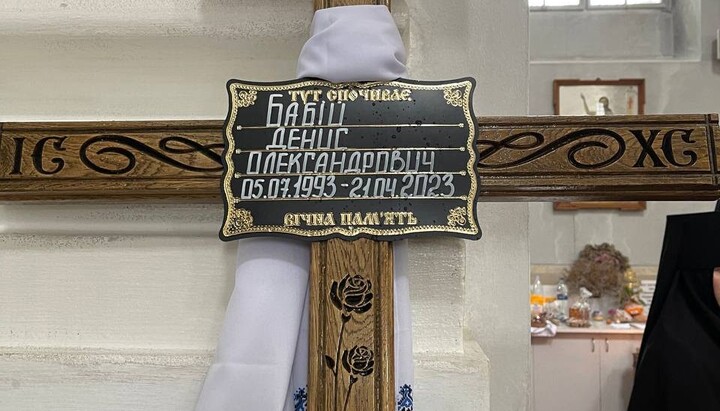 ТУТ СПОЧИВАЄ
БАБІЙ
ДЕНИС
ОЛЕКСАНДРОВИЧ
ІС ХС
05.07.1993-21.04.2023
ВІЧНА ПАМ'ЯТЬ